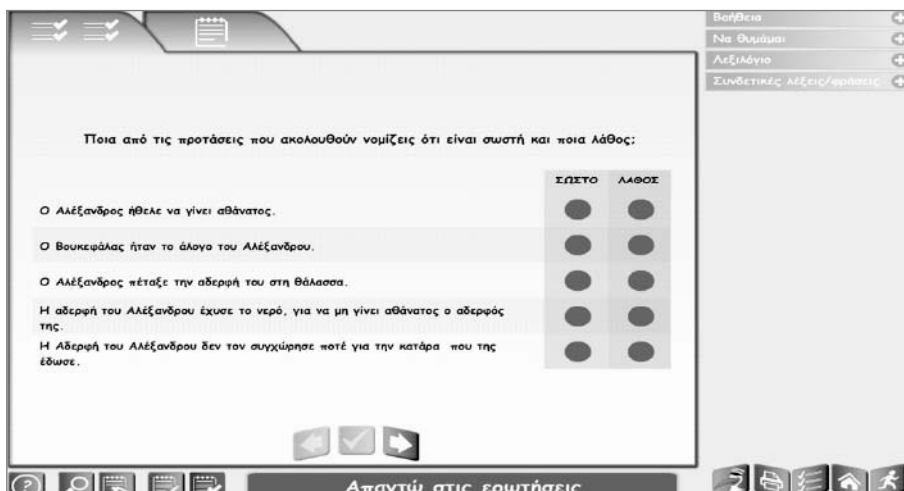 Βοήθεια
Να θυμάμαι
Λεξιλόγιο
Συνδετικές λέξεις/φράσεις
Ποια από τις προτάσεις που ακολουθούν νομίζεις ότι είναι σωστή και ποια λάθος;
ΣΩΣΤΟ ΛΑΘΟΣ
Ο Αλέξανδρος ήθελε να γίνει αθάνατος.
Ο Βουκεφάλας ήταν το άλογο του Αλέξανδρου.
Ο Αλέξανδρος πέταξε την αδερφή του στη θάλασσα.
Η αδερφή του Αλέξανδρου έχυσε το νερό, για να μη γίνει αθάνατος ο αδερφός
της.
Η Αδερφή του Αλέξανδρου δεν τον συγχώρησε ποτέ για την κατάρα που της
έδωσε.
Απαντώ στις ερωτήσεις